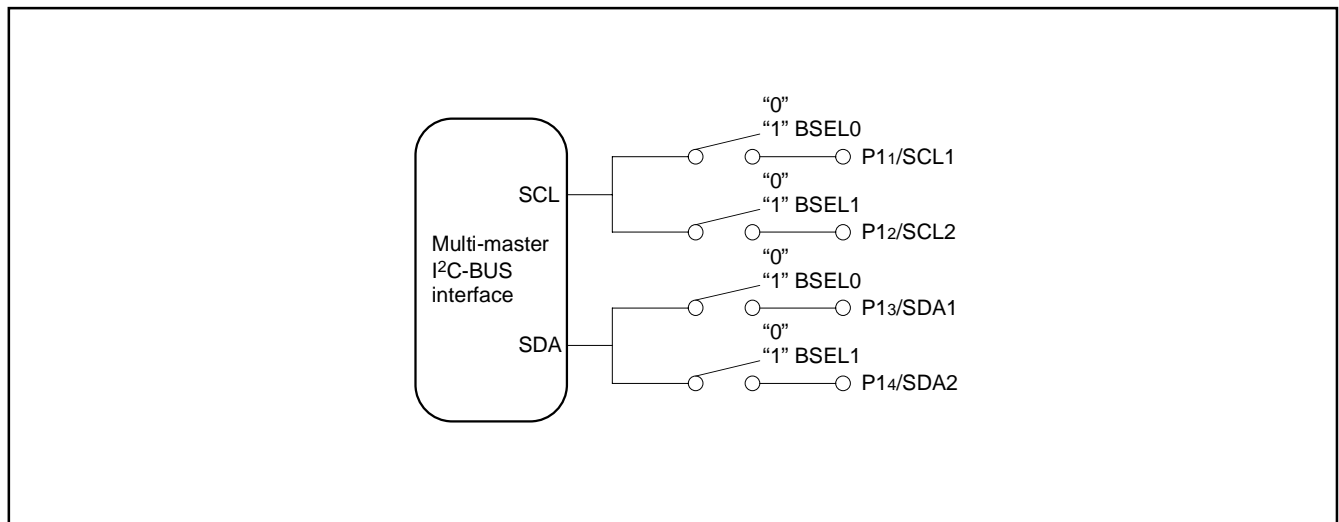 “0”
“1” BSEL0
P11/SCL1
SCL
“0”
“1” BSEL1
P12/SCL2
Multi-master
I2C-BUS
interface
“0”
“1” BSEL0
P13/SDA1
SDA
“0”
“1” BSEL1
P14/SDA2